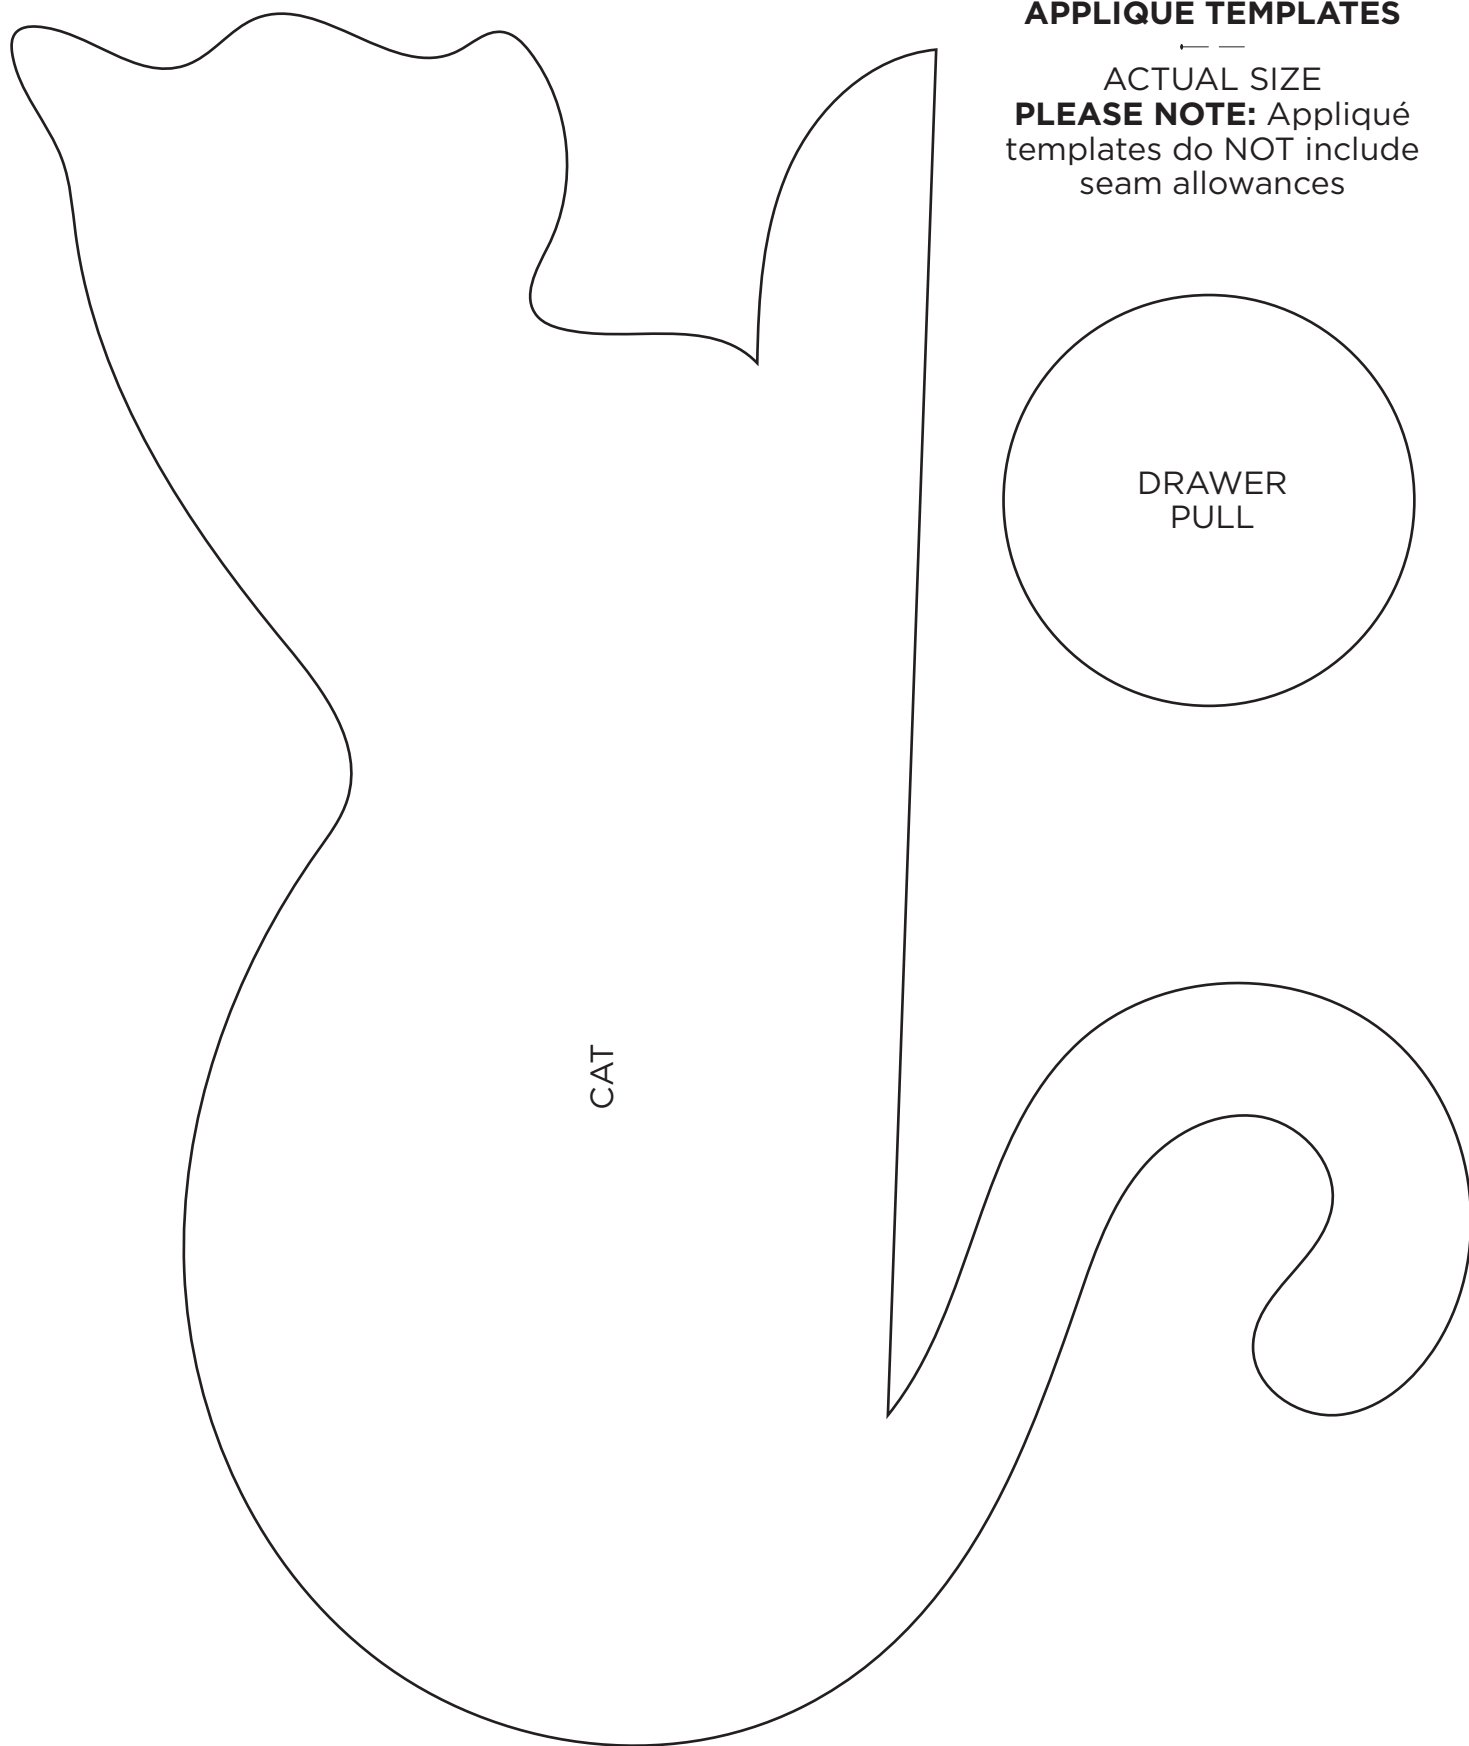 APPLIQUE TEMPLATES
ACTUAL SIZE
PLEASE NOTE: Appliqué
templates do NOT include
seam allowances
DRAWER
PULL
CAT